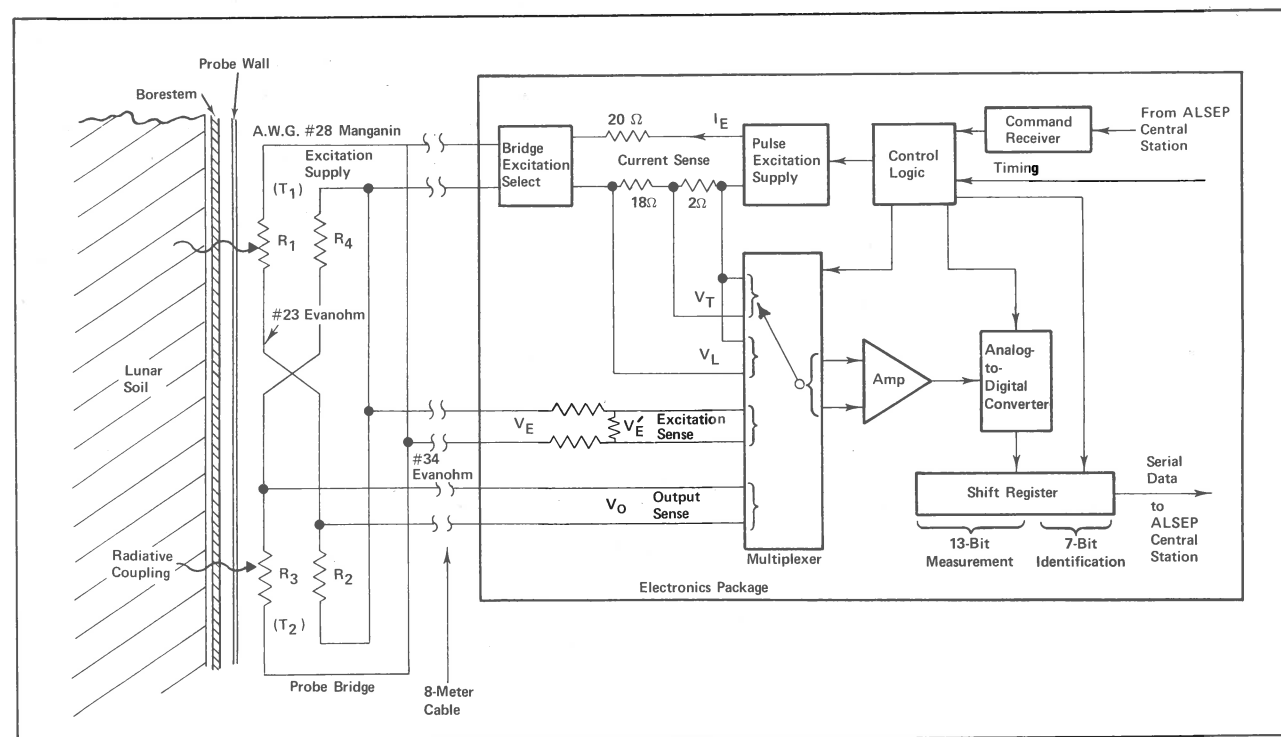 Probe Wall
Borestem
A.W.G. #28 Manganin
Excitation
Supply
(T1)
R1
R4
#23 Evanohm
Lunar
Soil
Radiative
Coupling
R3
R2
(T2)
Probe Bridge
8-Meter
Cable
#34
Evanohm
Bridge
Excitation
Select
20 Ω
IE
Current Sense
18Ω
2Ω
Pulse
Excitation
Supply
Control
Logic
Command
Receiver
From ALSEP
Central
Station
Timing
VT
VL
VE
V′E
Excitation
Sense
VO
Output
Sense
Multiplexer
Amp
Analog-
to-
Digital
Converter
Shift Register
13-Bit
Measurement
7-Bit
Identification
Serial
Data
to
ALSEP
Central
Station
Electronics Package